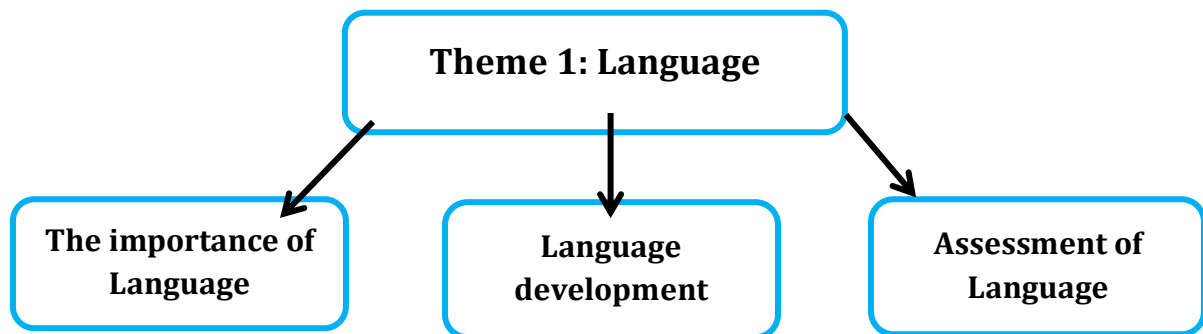 Theme 1: Language
The importance of
Language
Language
development
Assessment of
Language